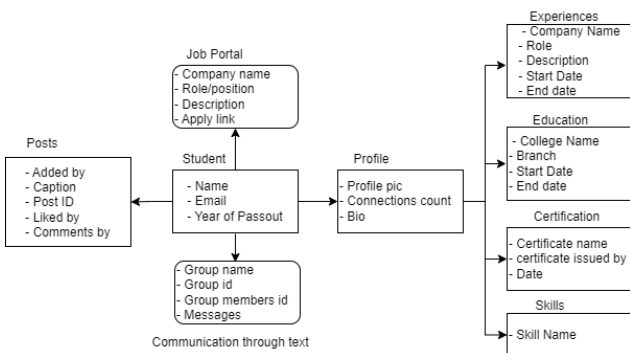 Job Portal
- Company name
- Role/position
- Description
- Apply link
Posts
- Added by
- Caption
- Post ID
- Liked by
- Comments by
Student
- Name
- Email
- Year of Passout
Profile
- Profile pic
- Connections count
- Bio
- Group name
- Group id
- Group members id
- Messages
Communication through text
Experiences
- Company Name
- Role
- Description
- Start Date
- End date
Education
- College Name
- Branch
- Start Date
- End date
Certification
- Certificate name
- certificate issued by
- Date
Skills
- Skill Name